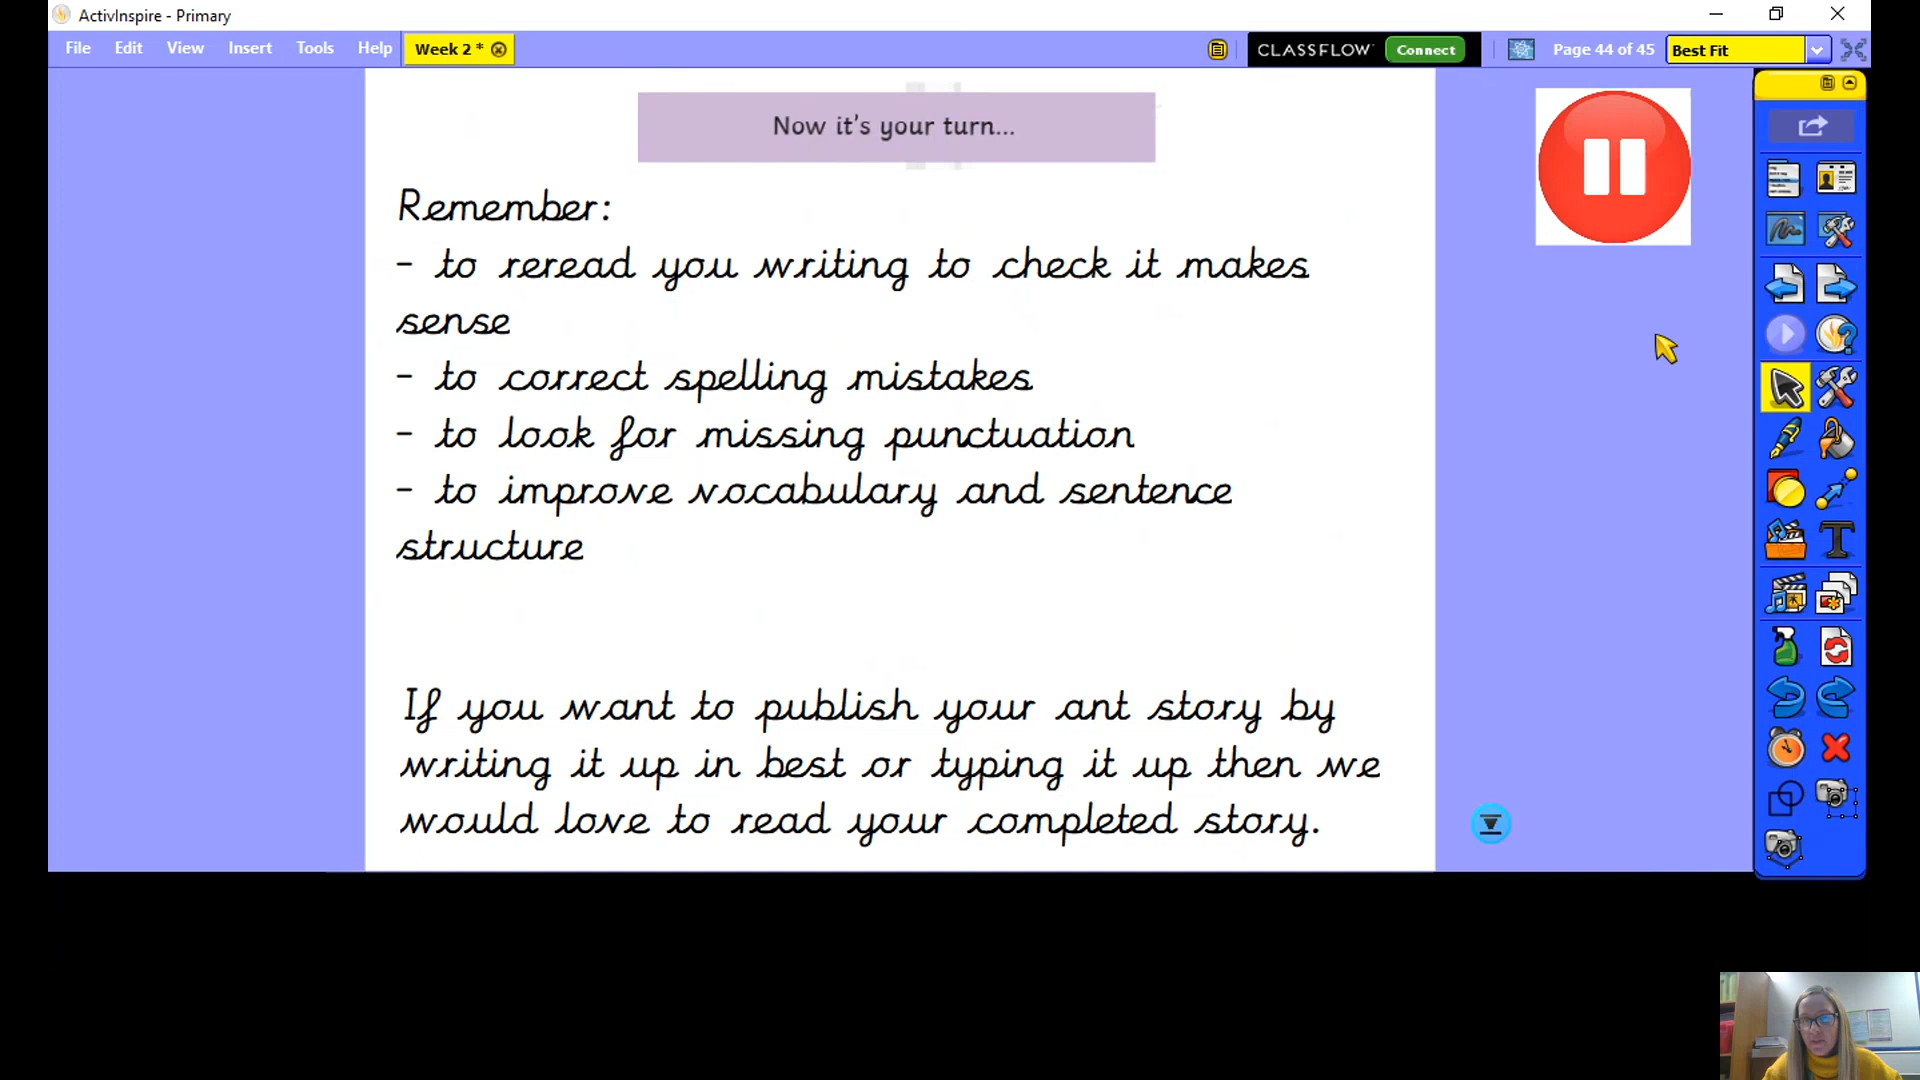 ActivInspire - Primary
File Edit View Insert Tools Help Week 2 * CLASSFLOW Connect Page 44 of 45 Best Fit
Now it's your turn...
Remember:
- to reread you writing to check it makes
sense
- to correct spelling mistakes
- to look for missing punctuation
- to improve vocabulary and sentence
structure
If you want to publish your ant story by
writing it up in best or typing it up then we
would love to read your completed story.